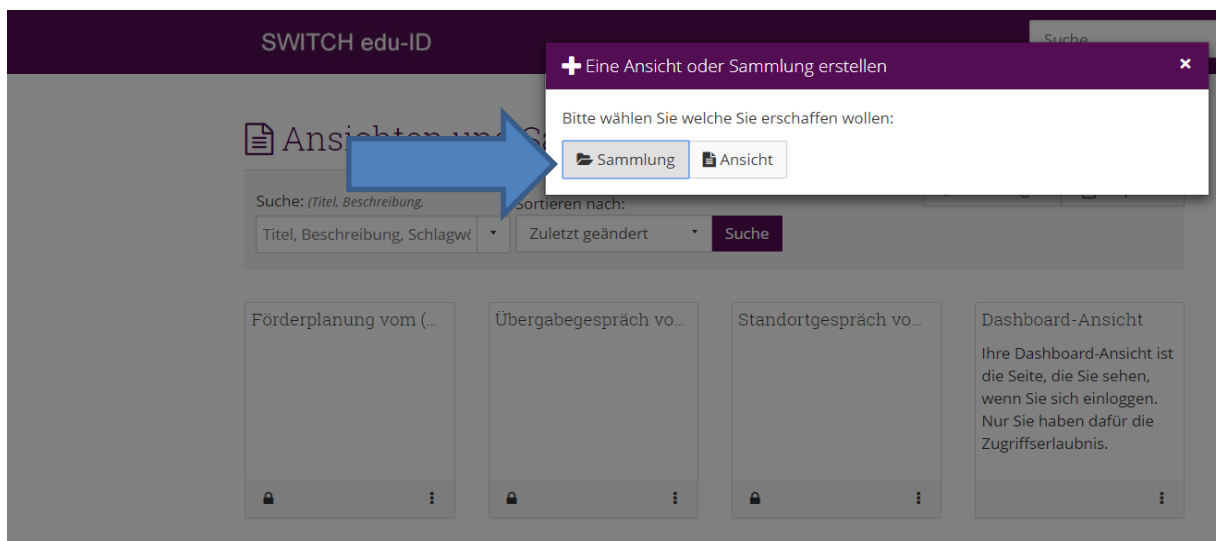 SWITCH edu-ID
Suche
Eine Ansicht oder Sammlung erstellen
Bitte wählen Sie welche Sie erschaffen wollen:
Sammlung
Ansicht
Ansichten
Suche: (Titel, Beschreibung,
Sortieren nach:
Titel, Beschreibung, Schlagwö
Zuletzt geändert
Suche
Förderplanung vom (...
Übergabegespräch vo...
Standortgespräch vo...
Dashboard-Ansicht
Ihre Dashboard-Ansicht ist
die Seite, die Sie sehen,
wenn Sie sich einloggen.
Nur Sie haben dafür die
Zugriffserlaubnis.